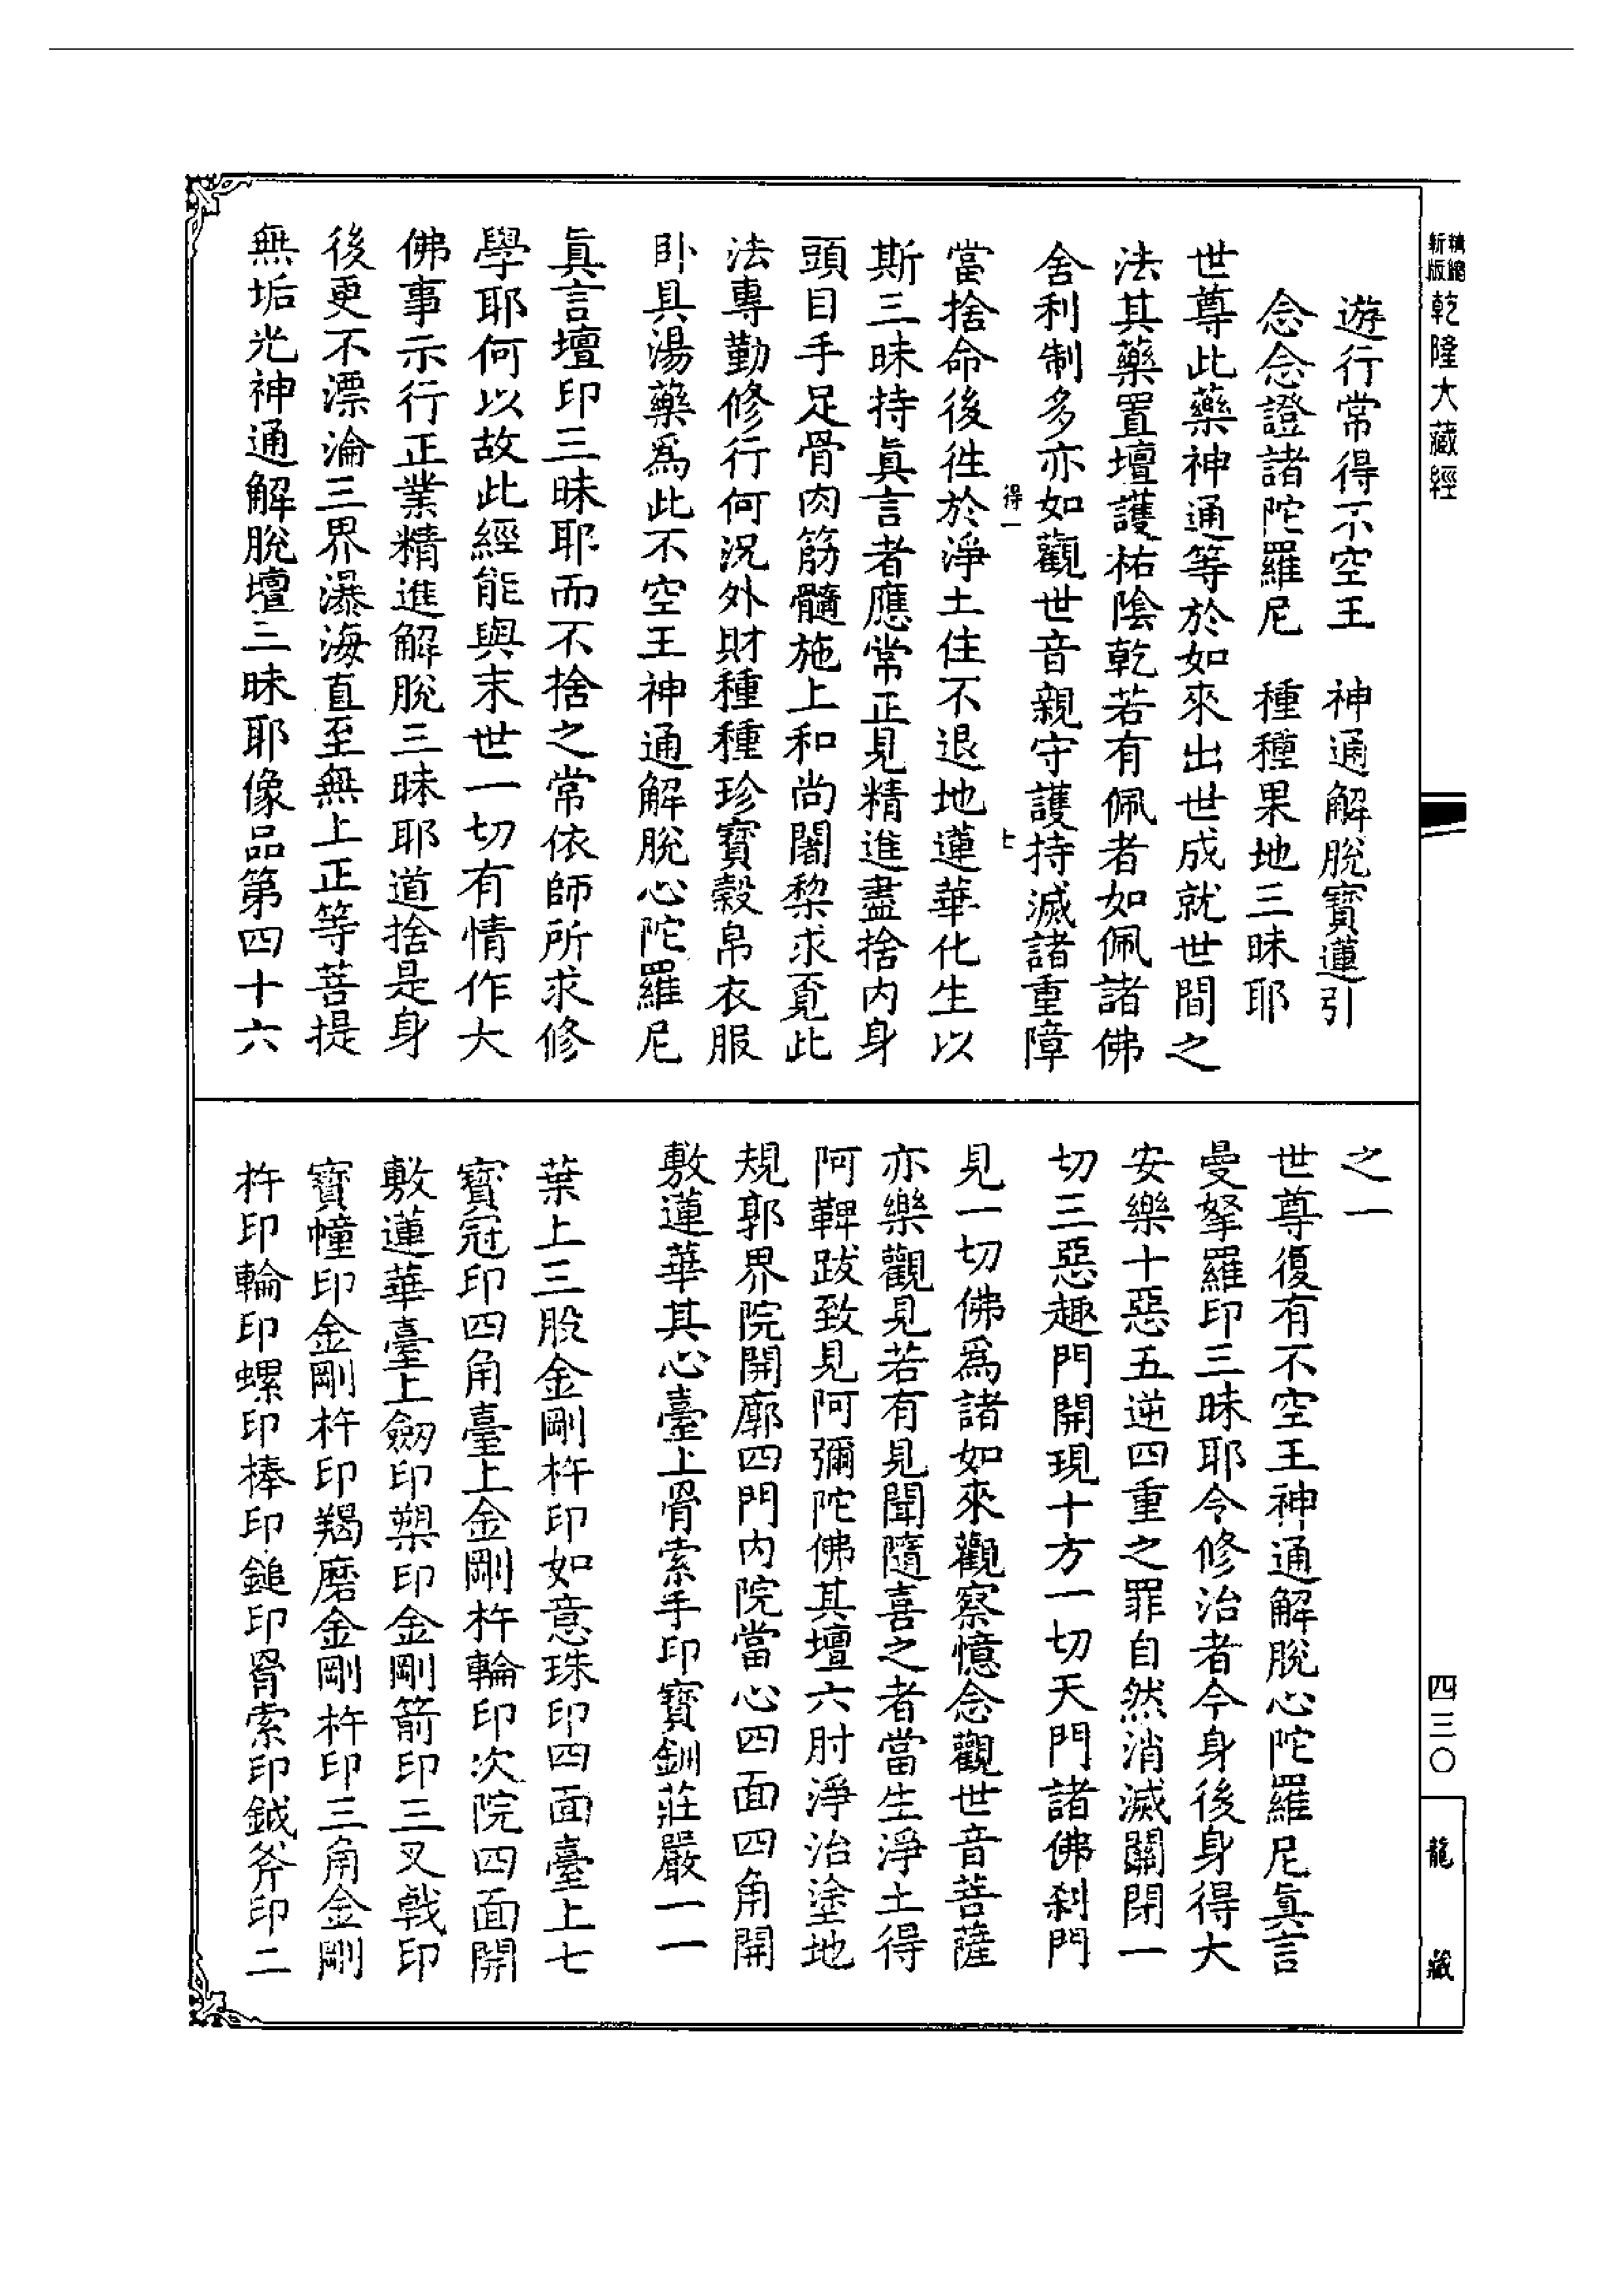 精縮
新版
乾隆大藏經
遊行常得不空王　神通解脫寶蓮引
念念證諸陀羅尼　種種果地三昧耶
世尊此藥神通等於如來出世成就世間之
法其藥置壇護祐陰乾若有佩者如佩諸佛
舍利制多亦如觀世音親守護持滅諸重障
得一
七
當捨命後徃於淨土住不退地蓮華化生以
斯三昧持眞言者應常正見精進盡捨內身
頭目手足骨肉筋髓施上和尚闍棃求覓此
法專勤修行何況外財種種珍寶穀帛衣服
卧具湯藥爲此不空王神通解脫心陀羅尼
眞言壇印三昧耶而不捨之常依師所求修
學耶何以故此經能與末世一切有情作大
佛事示行正業精進解脫三昧耶道捨是身
後更不漂淪三界瀑海直至無上正等菩提
無垢光神通解脫壇三昧耶像品第四十六
之一
世尊復有不空王神通解脫心陀羅尼眞言
曼拏羅印三昧耶令修治者今身後身得大
安樂十惡五逆四重之罪自然消滅關閉一
切三惡趣門開現十方一切天門諸佛刹門
見一切佛爲諸如來觀察憶念觀世音菩薩
亦樂觀見若有見聞隨喜之者當生淨土得
阿鞞跋致見阿彌陀佛其壇六肘淨治塗地
規郭界院開廓四門內院當心四面四角開
敷蓮華其心臺上罥索手印寶釧莊嚴一一
葉上三股金剛杵印如意珠印四面臺上七
寶冠印四角臺上金剛杵輪印次院四面開
敷蓮華臺上劒印槊印金剛箭印三叉戟印
寶幢印金剛杵印羯磨金剛杵印三角金剛
杵印輪印螺印棒印鎚印罥索印鉞斧印二
四三〇
龍藏